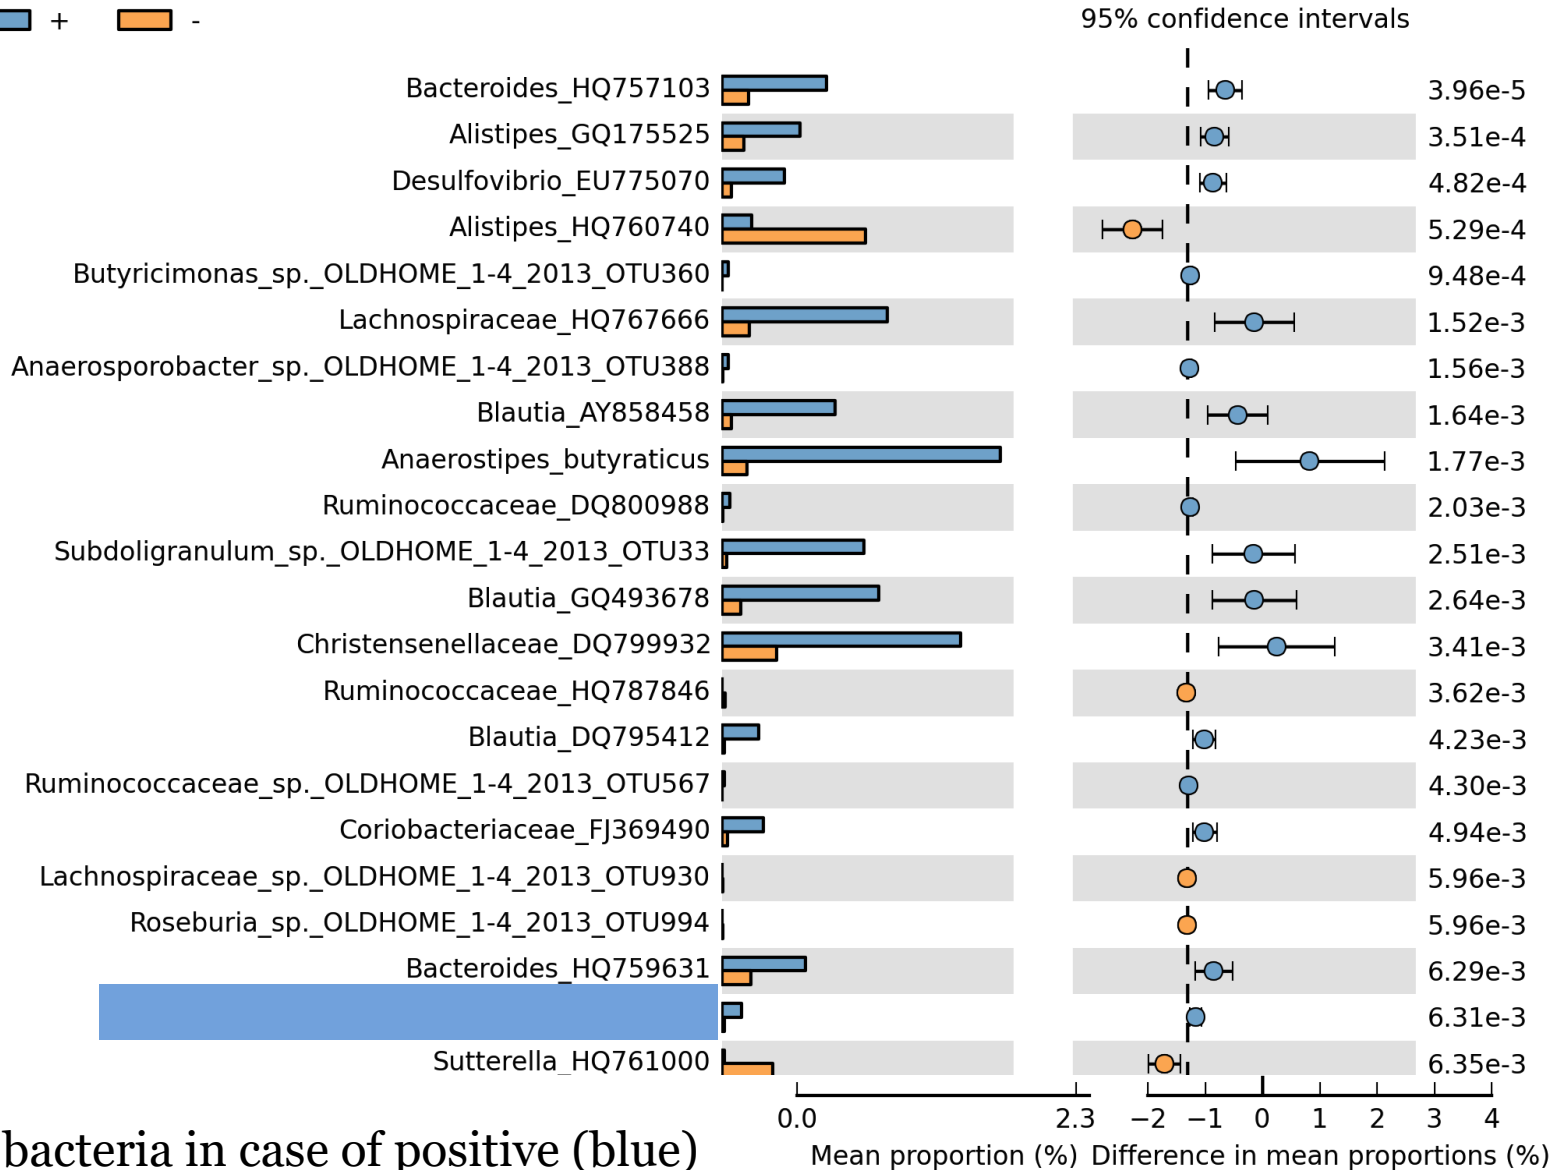 + -
95% confidence intervals
Bacteroides_HQ757103 3.96e-5
Alistipes_GQ175525 3.51e-4
Desulfovibrio_EU775070 4.82e-4
Alistipes_HQ760740 5.29e-4
Butyricimonas_sp._OLDHOME_1-4_2013_OTU360 9.48e-4
Lachnospiraceae_HQ767666 1.52e-3
Anaerosporobacter_sp._OLDHOME_1-4_2013_OTU388 1.56e-3
Blautia_AY858458 1.64e-3
Anaerostipes_butyraticus 1.77e-3
Ruminococcaceae_DQ800988 2.03e-3
Subdoligranulum_sp._OLDHOME_1-4_2013_OTU33 2.51e-3
Blautia_GQ493678 2.64e-3
Christensenellaceae_DQ799932 3.41e-3
Ruminococcaceae_HQ787846 3.62e-3
Blautia_DQ795412 4.23e-3
Ruminococcaceae_sp._OLDHOME_1-4_2013_OTU567 4.30e-3
Coriobacteriaceae_FJ369490 4.94e-3
Lachnospiraceae_sp._OLDHOME_1-4_2013_OTU930 5.96e-3
Roseburia_sp._OLDHOME_1-4_2013_OTU994 5.96e-3
Bacteroides_HQ759631 6.29e-3
6.31e-3
Sutterella_HQ761000 6.35e-3
0.0 2.3 −2 −1 0 1 2 3 4
Mean proportion (%) Difference in mean proportions (%)
bacteria in case of positive (blue)